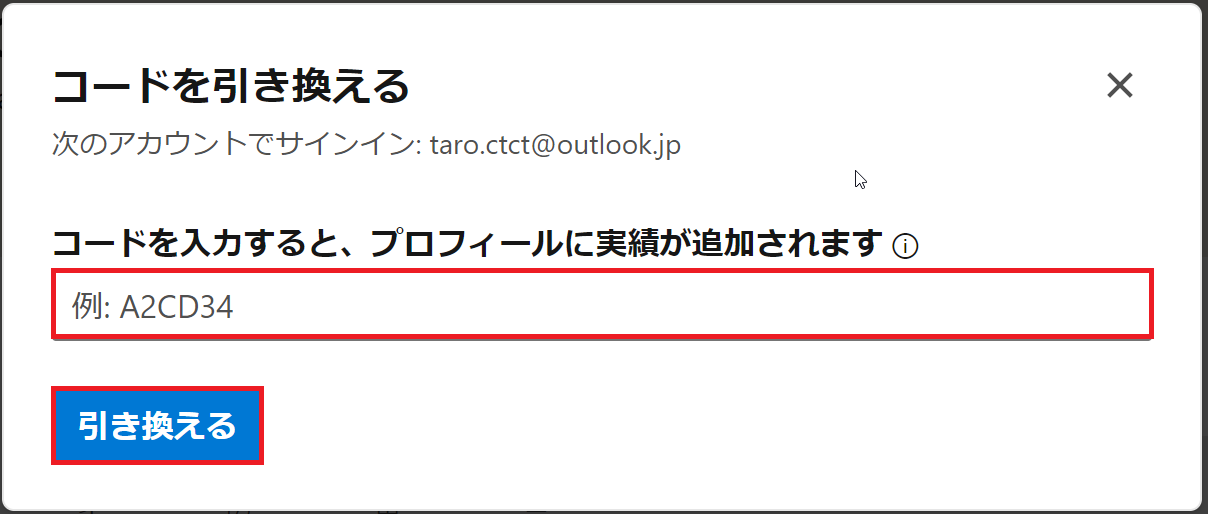 コードを引き換える
次のアカウントでサインイン: taro.ctct@outlook.jp
コードを入力すると、プロフィールに実績が追加されます
例: A2CD34
引き換える